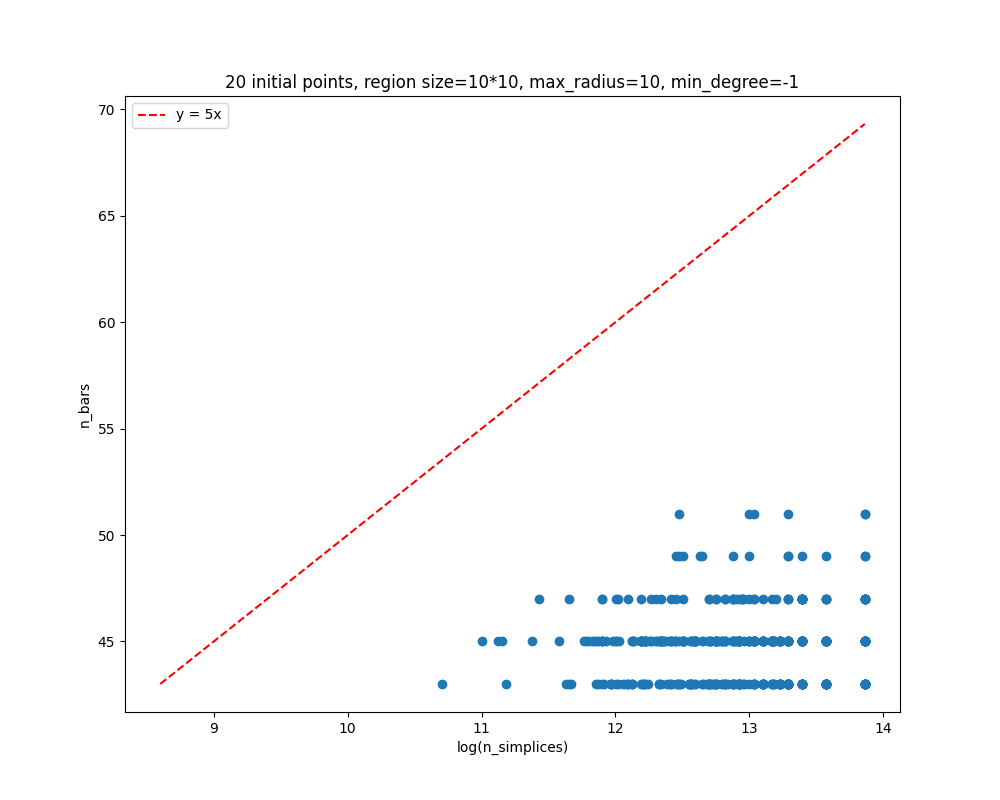 20 initial points, region size=10*10, max_radius=10, min_degree=-1
y = 5x
70
65
60
55
50
45
n_bars
9 10 11 12 13 14
log(n_simplices)